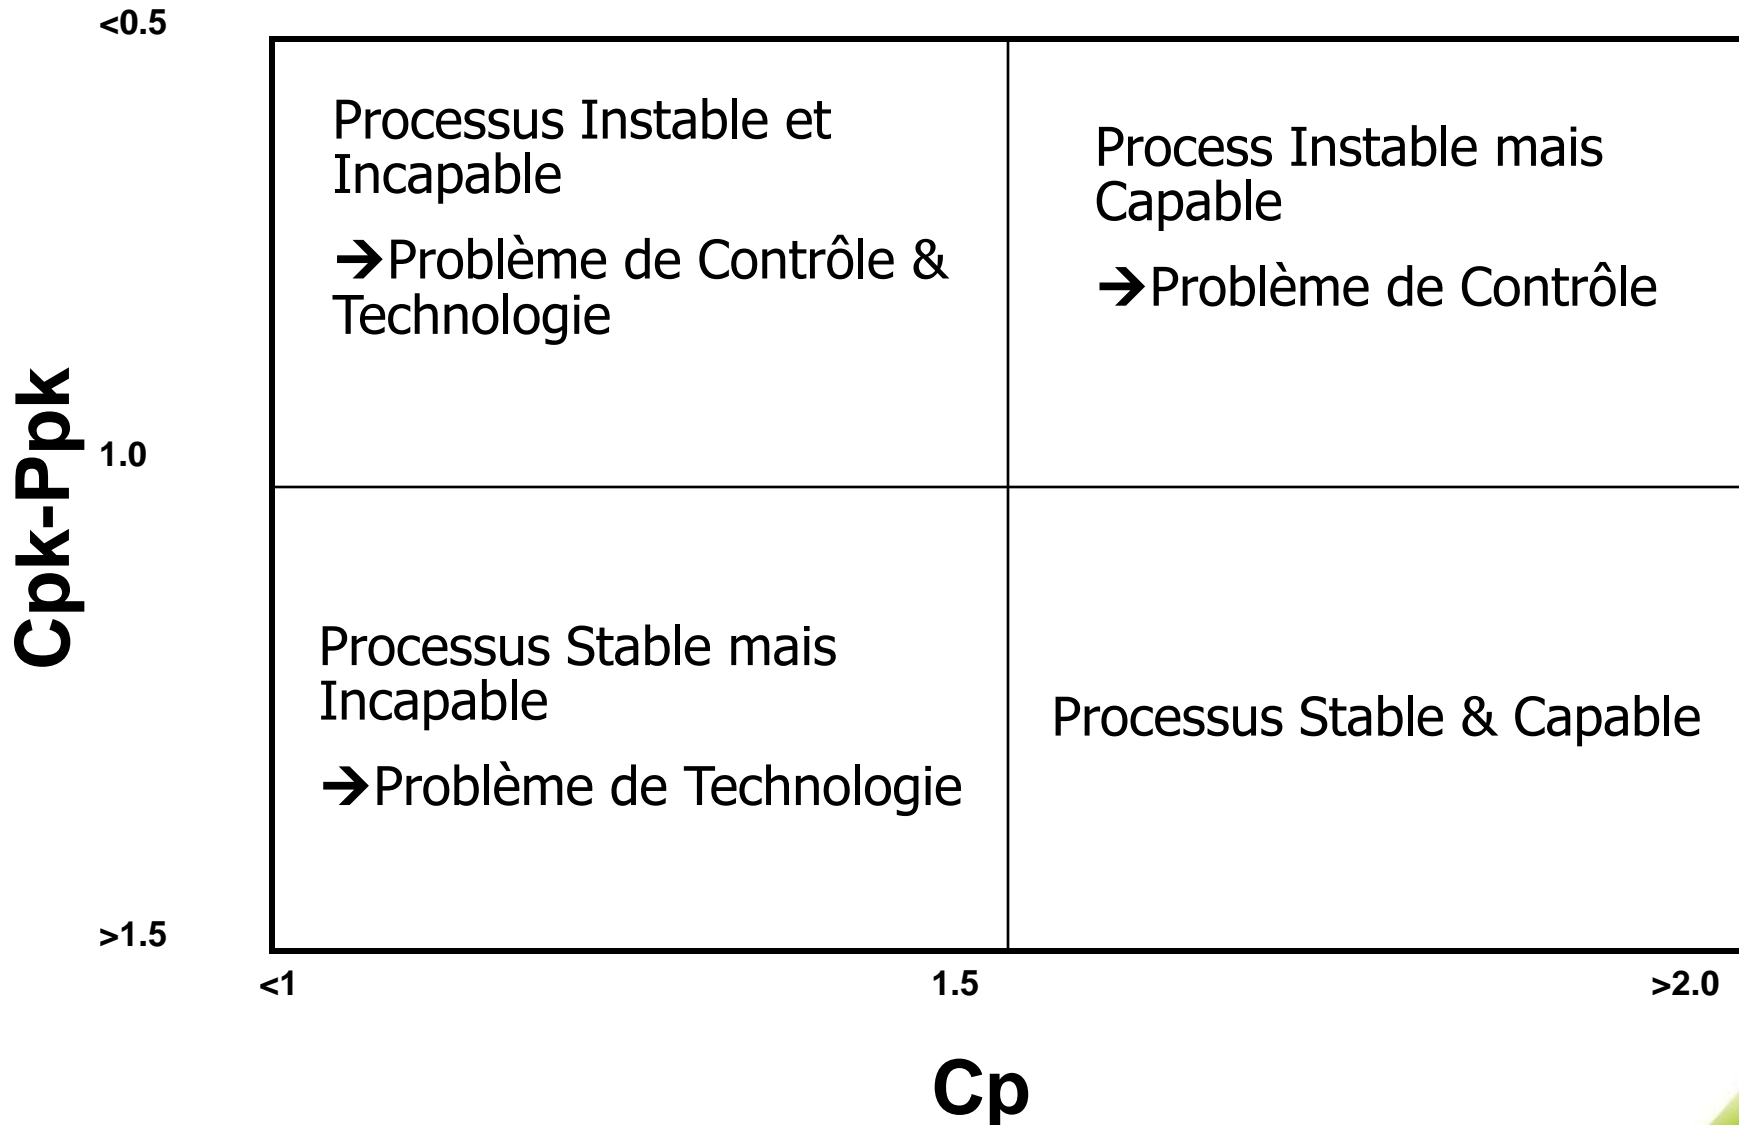 <0.5
Processus Instable et
Incapable
➔Problème de Contrôle &
Technologie
Process Instable mais
Capable
➔Problème de Contrôle
Cpk-Ppk
1.0
Processus Stable mais
Incapable
➔Problème de Technologie
Processus Stable & Capable
>1.5
<1
1.5
>2.0
Cp